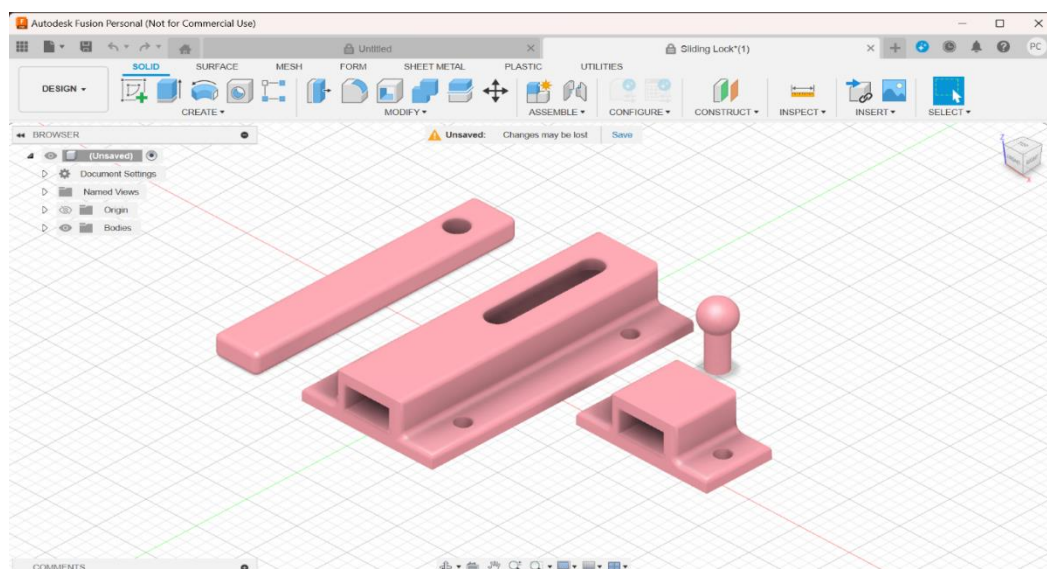 Autodesk Fusion Personal (Not for Commercial Use)
Untitled
Sliding Lock*(1)
PC
SOLID SURFACE MESH FORM SHEET METAL PLASTIC UTILITIES
DESIGN
CREATE MODIFY ASSEMBLE CONFIGURE CONSTRUCT INSPECT INSERT SELECT
BROWSER
Unsaved: Changes may be lost Save
(Unsaved)
Document Settings
Named Views
Origin
Bodies
TOP
FRONT
Z
X
COMMENTS